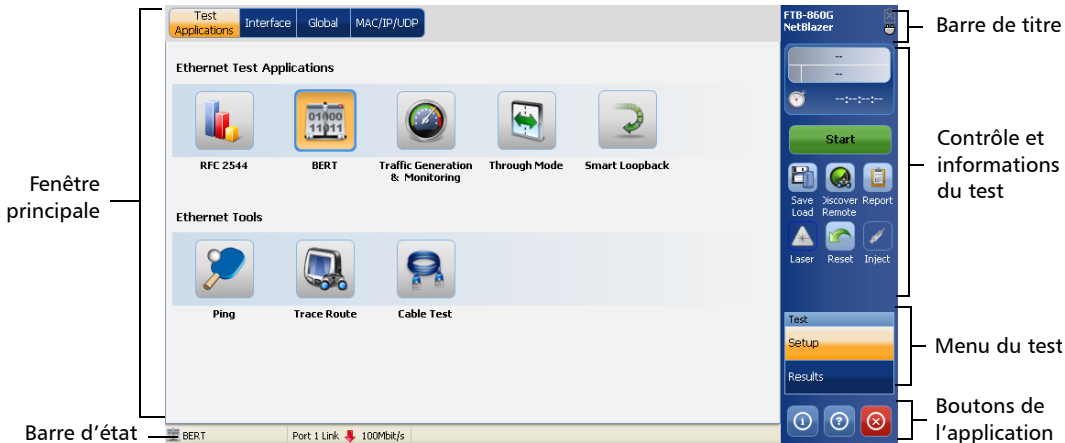 Test
Applications
Interface
Global
MAC/IP/UDP
FTB-860G
NetBlazer
Barre de titre
Ethernet Test Applications
--
--
--:--:--:--
RFC 2544
BERT
Traffic Generation
& Monitoring
Through Mode
Smart Loopback
Start
Contrôle et
informations
du test
Fenêtre
principale
Save
Load
Discover
Remote
Report
Ethernet Tools
Laser
Reset
Inject
Ping
Trace Route
Cable Test
Test
Setup
Results
Menu du test
Boutons de
l'application
Barre d'état
BERT
Port 1 Link
100Mbit/s